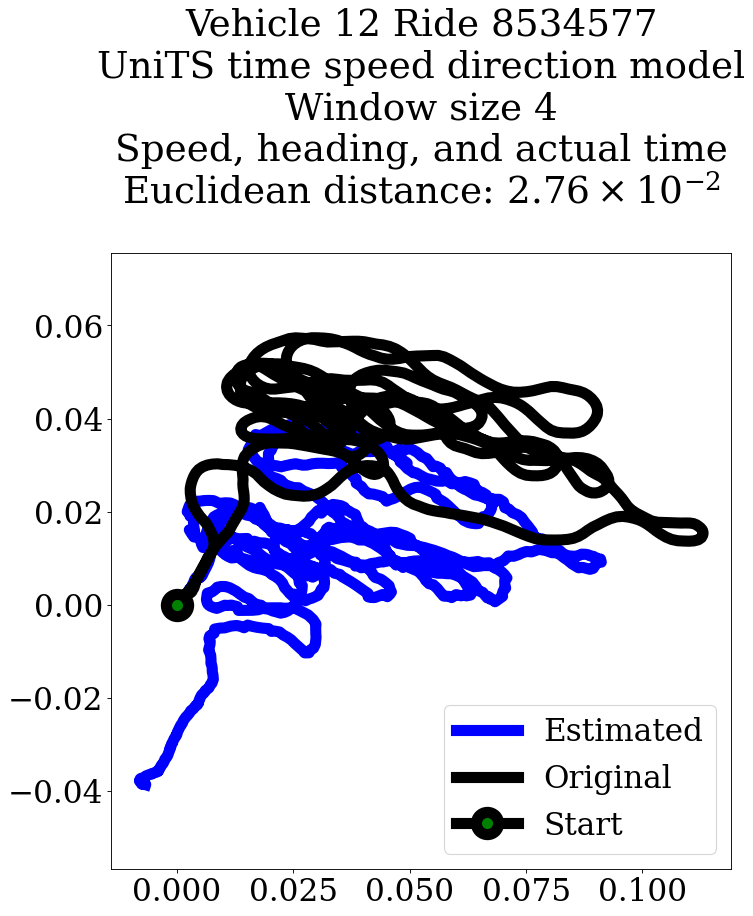 Vehicle 12 Ride 8534577
UniTS time speed direction model
Window size 4
Speed, heading, and actual time
Euclidean distance: 2.76 × 10⁻²
0.06
0.04
0.02
0.00
−0.02
−0.04
Estimated
Original
Start
0.000 0.025 0.050 0.075 0.100